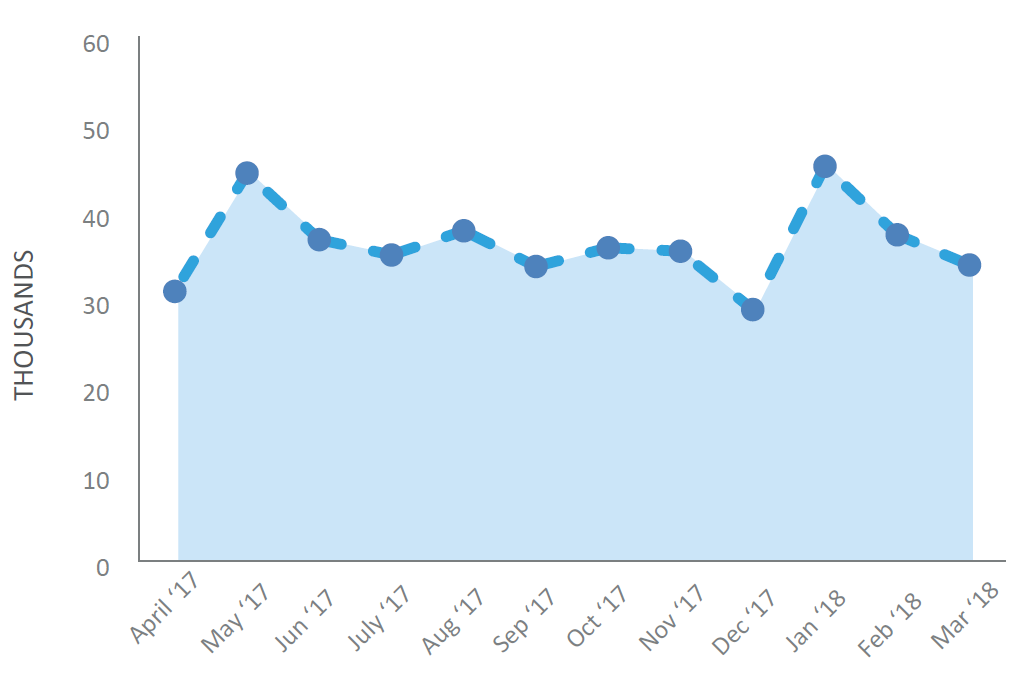 60
50
40
30
20
10
0
THOUSANDS
April ‘17
May ‘17
Jun ‘17
July ‘17
Aug ‘17
Sep ‘17
Oct ‘17
Nov ‘17
Dec ‘17
Jan ‘18
Feb ‘18
Mar ‘18